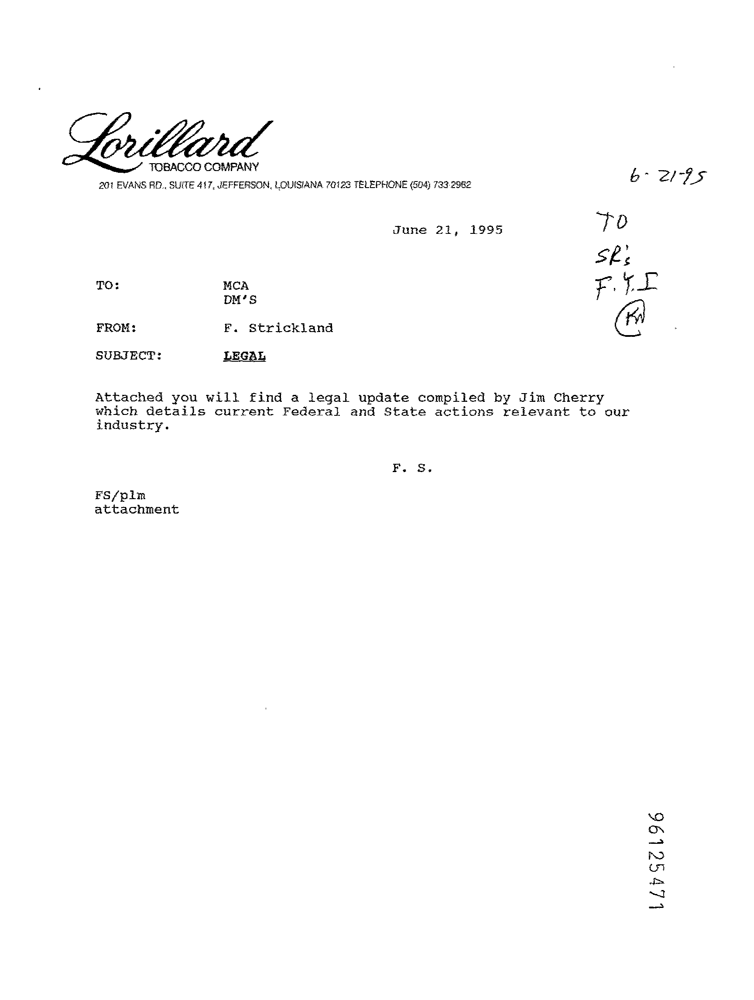 Lorillard
TOBACCO COMPANY
201 EVANS RD., SUITE 417, JEFFERSON, LOUISIANA 70123 TELEPHONE (504) 733-2962
6-21-95
June 21, 1995
TO
SR's
F.Y.I
KW
TO: MCA
DM'S
FROM: F. Strickland
SUBJECT: LEGAL
Attached you will find a legal update compiled by Jim Cherry
which details current Federal and State actions relevant to our
industry.
F. S.
FS/plm
attachment
96125471